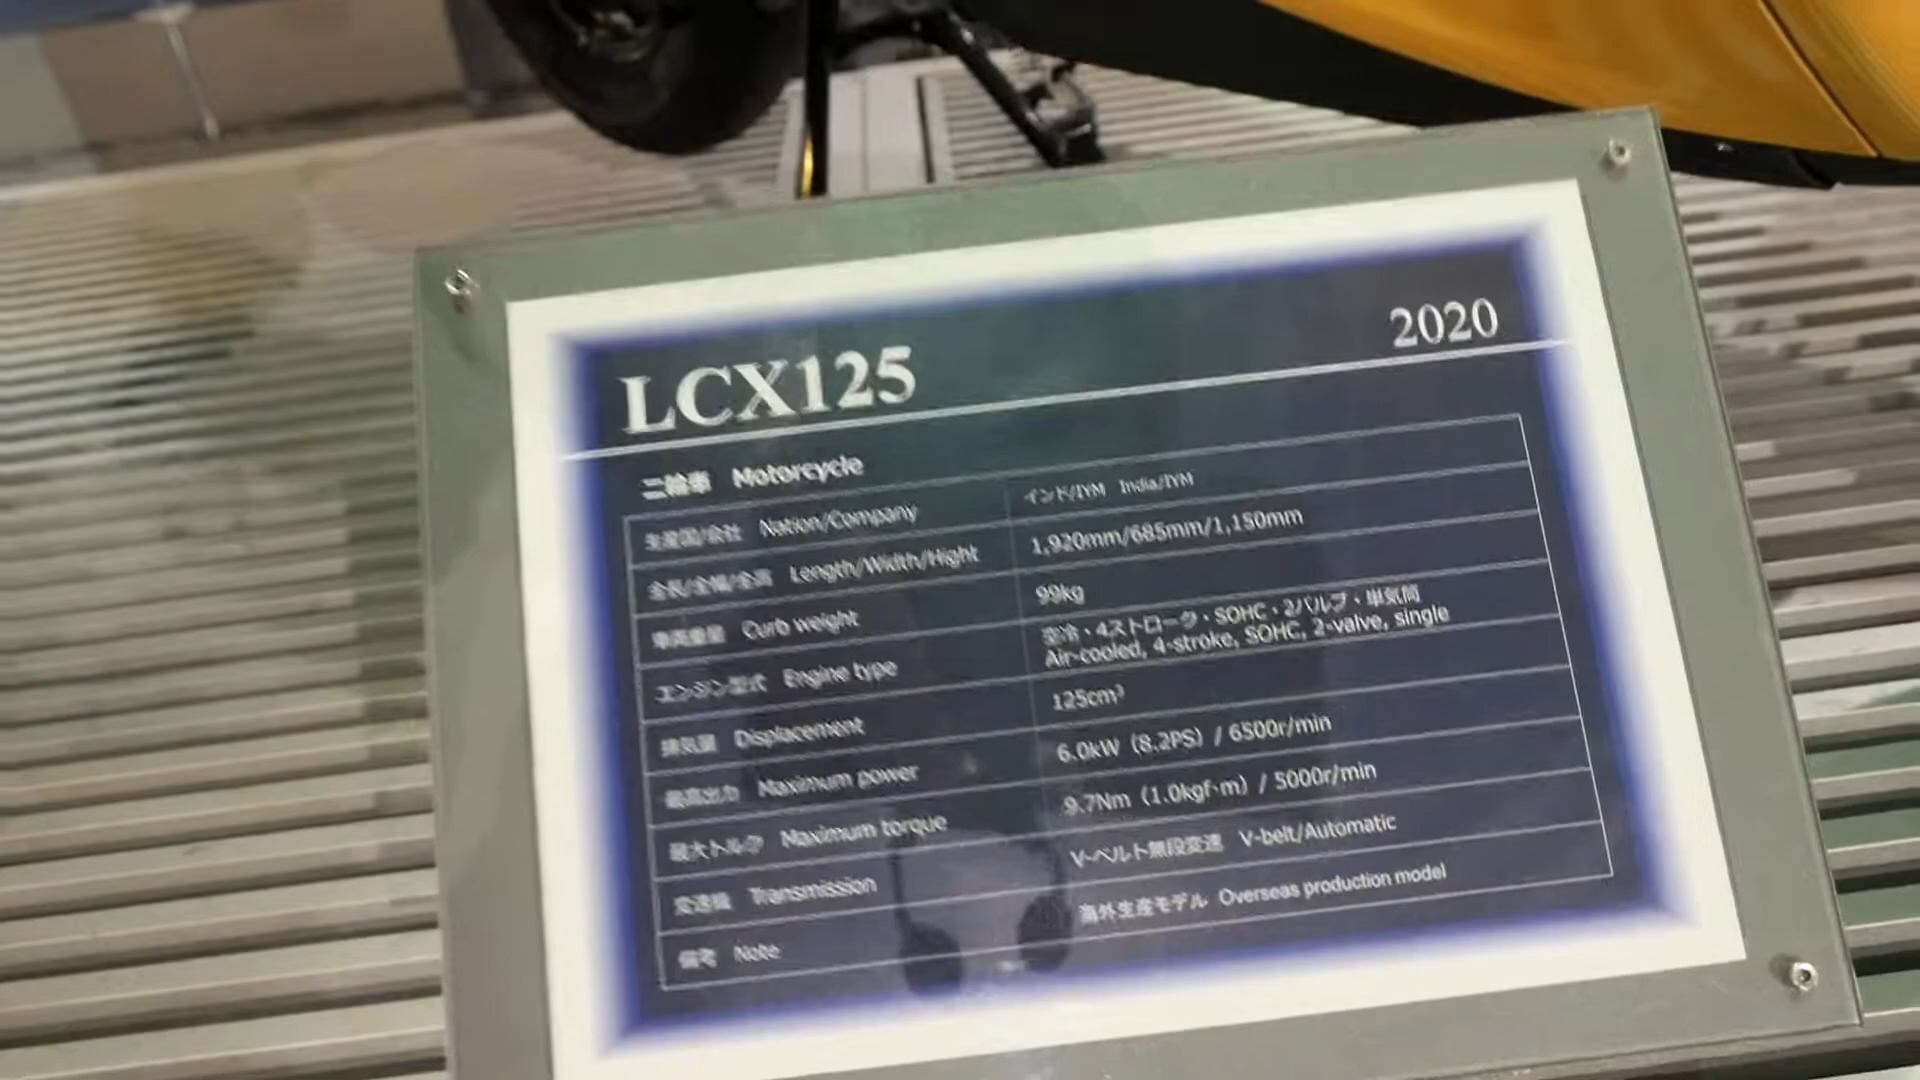 LCX125 2020
二輪車 Motorcycle
生産国/会社 Nation/Company インド/IYM India/IYM
全長/全幅/全高 Length/Width/Hight 1,920mm/685mm/1,150mm
車両重量 Curb weight 99kg
エンジン型式 Engine type 空冷・4ストローク・SOHC・2バルブ・単気筒
Air-cooled, 4-stroke, SOHC, 2-valve, single
排気量 Displacement 125cm³
最高出力 Maximum power 6.0kW (8.2PS) / 6500r/min
最大トルク Maximum torque 9.7Nm (1.0kgf·m) / 5000r/min
変速機 Transmission V-ベルト無段変速 V-belt/Automatic
備考 Note 海外生産モデル Overseas production model